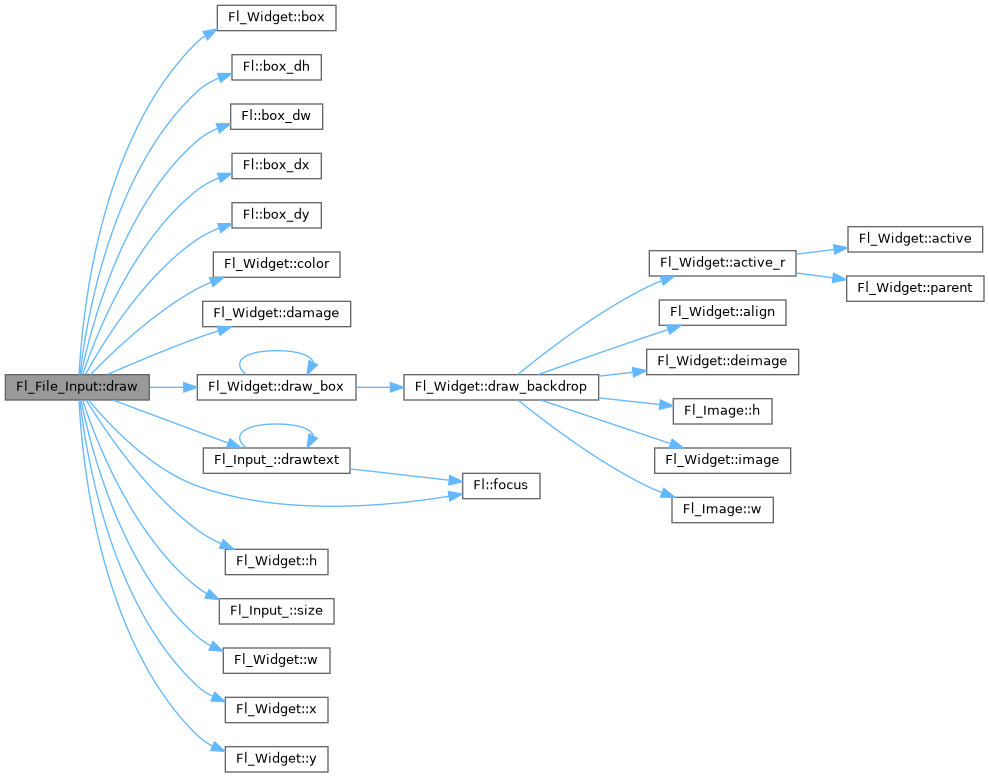 Fl_File_Input::draw
Fl_Widget::box
Fl::box_dh
Fl::box_dw
Fl::box_dx
Fl::box_dy
Fl_Widget::color
Fl_Widget::damage
Fl_Widget::draw_box
Fl_Input_::drawtext
Fl_Widget::h
Fl_Input_::size
Fl_Widget::w
Fl_Widget::x
Fl_Widget::y
Fl_Widget::draw_backdrop
Fl::focus
Fl_Widget::active_r
Fl_Widget::align
Fl_Widget::deimage
Fl_Image::h
Fl_Widget::image
Fl_Image::w
Fl_Widget::active
Fl_Widget::parent